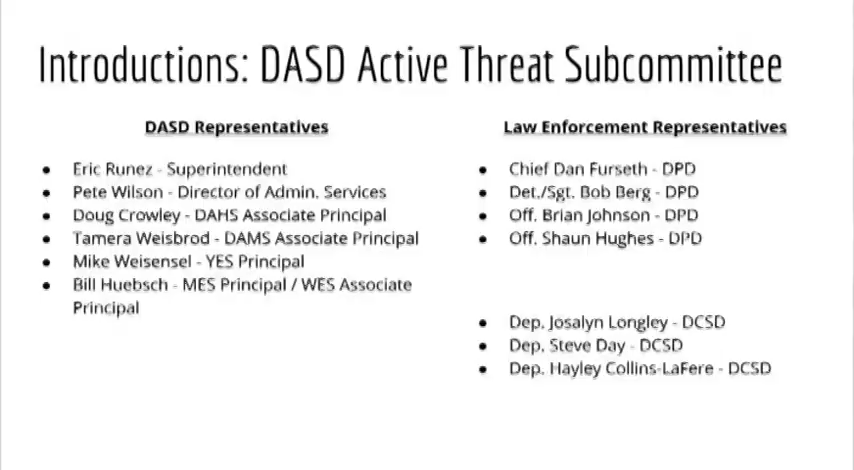 Introductions: DASD Active Threat Subcommittee
DASD Representatives
• Eric Runez - Superintendent
• Pete Wilson - Director of Admin. Services
• Doug Crowley - DAHS Associate Principal
• Tamera Weisbrod - DAMS Associate Principal
• Mike Weisensel - YES Principal
• Bill Huebsch - MES Principal / WES Associate
Principal
Law Enforcement Representatives
• Chief Dan Furseth - DPD
• Det./Sgt. Bob Berg - DPD
• Off. Brian Johnson - DPD
• Off. Shaun Hughes - DPD
• Dep. Josalyn Longley - DCSD
• Dep. Steve Day - DCSD
• Dep. Hayley Collins-LaFere - DCSD